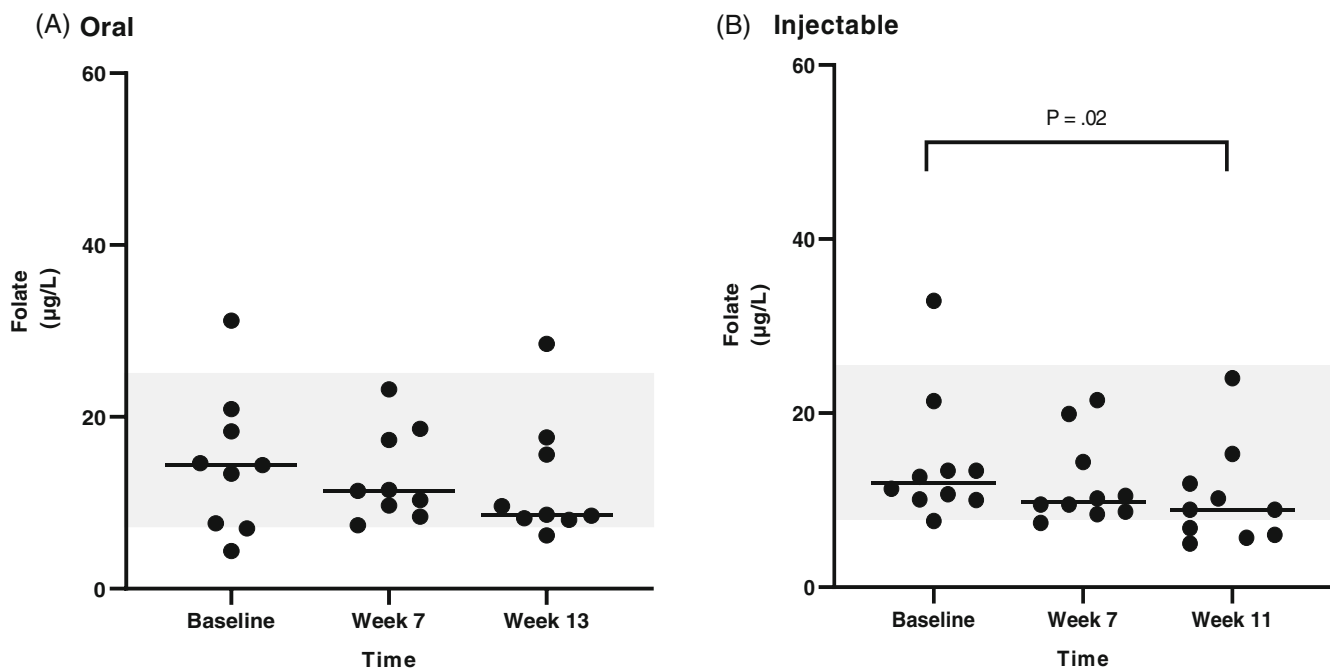 (A) Oral
60
40
20
0
Folate
(µg/L)
Baseline Week 7 Week 13
Time
(B) Injectable
60
40
20
0
Folate
(µg/L)
P = .02
Baseline Week 7 Week 11
Time